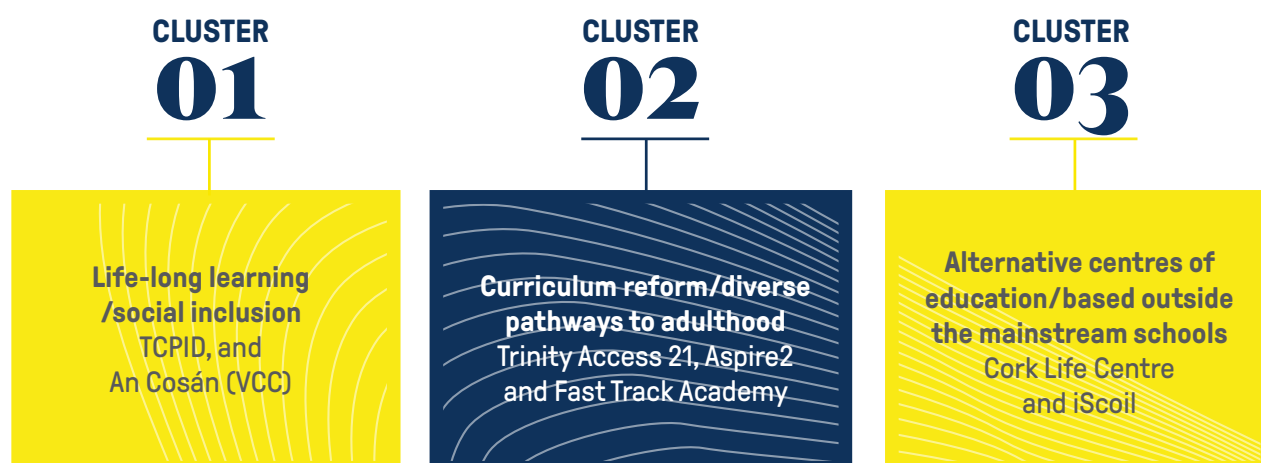 CLUSTER
01
Life-long learning
/social inclusion
TCPID, and
An Cosán (VCC)
CLUSTER
02
Curriculum reform/diverse
pathways to adulthood
Trinity Access 21, Aspire2
and Fast Track Academy
CLUSTER
03
Alternative centres of
education/based outside
the mainstream schools
Cork Life Centre
and iScoil